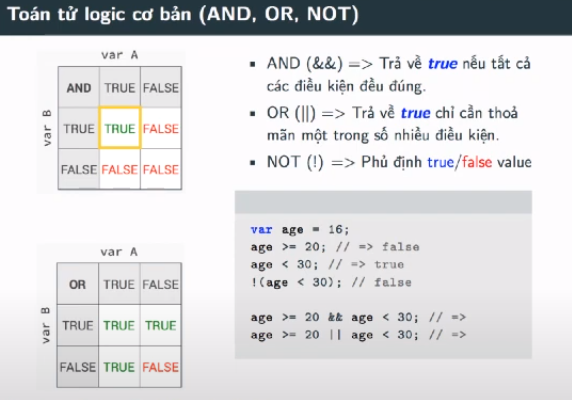 Toán tử logic cơ bản (AND, OR, NOT)
var A
AND TRUE FALSE
var B
TRUE TRUE FALSE
FALSE FALSE FALSE
var A
OR TRUE FALSE
var B
TRUE TRUE TRUE
FALSE TRUE FALSE
▪ AND (&&) => Trả về true nếu tất cả
các điều kiện đều đúng.
▪ OR (||) => Trả về true chỉ cần thoả
mãn một trong số nhiều điều kiện.
▪ NOT (!) => Phủ định true/false value
var age = 16;
age >= 20; // => false
age < 30; // => true
!(age < 30); // false
age >= 20 && age < 30; // =>
age >= 20 || age < 30; // =>